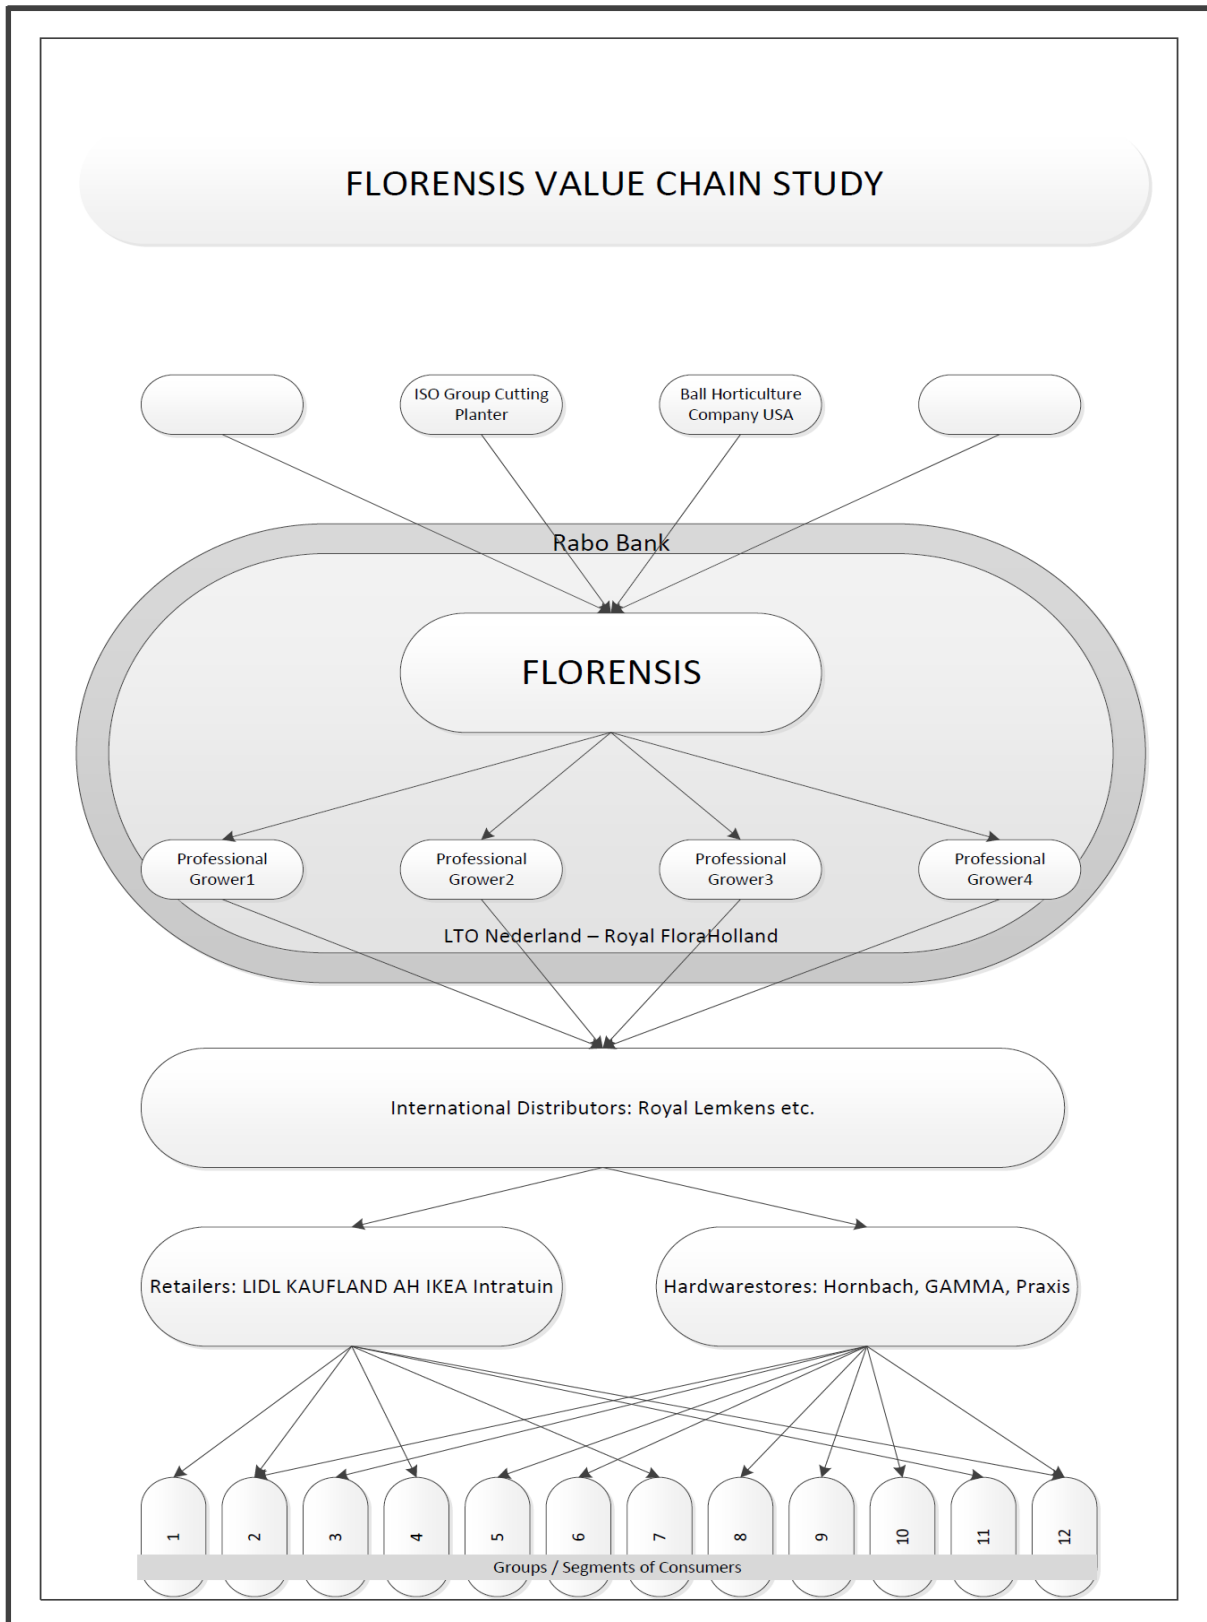 FLORENSIS VALUE CHAIN STUDY
ISO Group Cutting
Planter
Ball Horticulture
Company USA
Rabo Bank
FLORENSIS
Professional
Grower1
Professional
Grower2
Professional
Grower3
Professional
Grower4
LTO Nederland – Royal FloraHolland
International Distributors: Royal Lemkens etc.
Retailers: LIDL KAUFLAND AH IKEA Intratuin
Hardwarestores: Hornbach, GAMMA, Praxis
1
2
3
4
5
6
7
8
9
10
11
12
Groups / Segments of Consumers